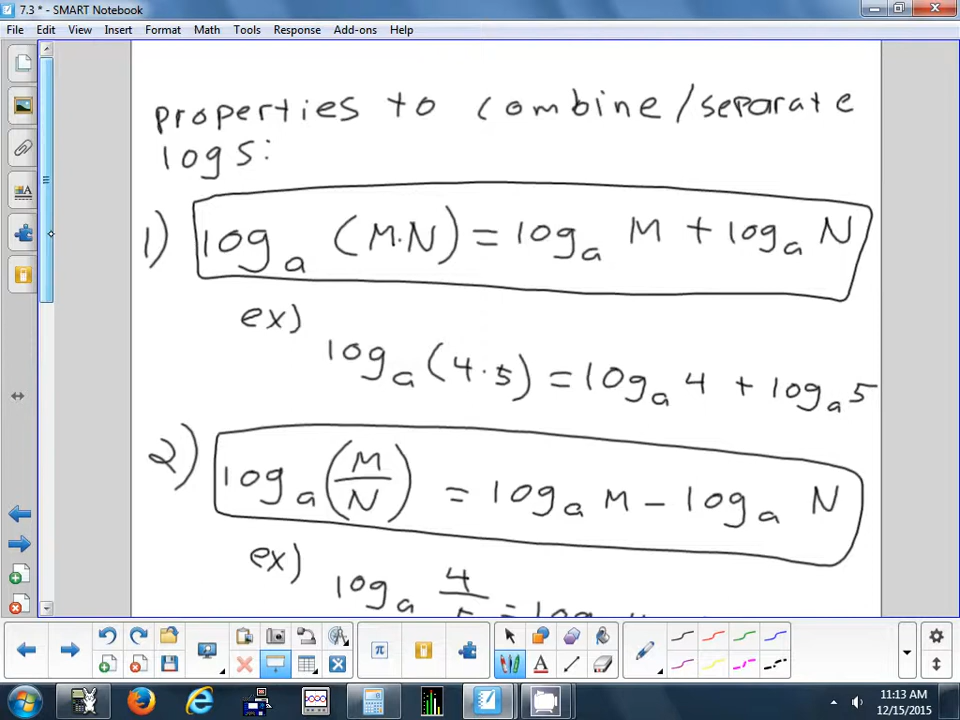 7.3 * - SMART Notebook
File Edit View Insert Format Math Tools Response Add-ons Help
properties to combine/separate
logs:
1) log_a (M·N) = log_a M + log_a N
ex)
log_a (4·5) = log_a 4 + log_a 5
2) log_a (M/N) = log_a M - log_a N
ex)
log_a 4/5 = log
11:13 AM
12/15/2015